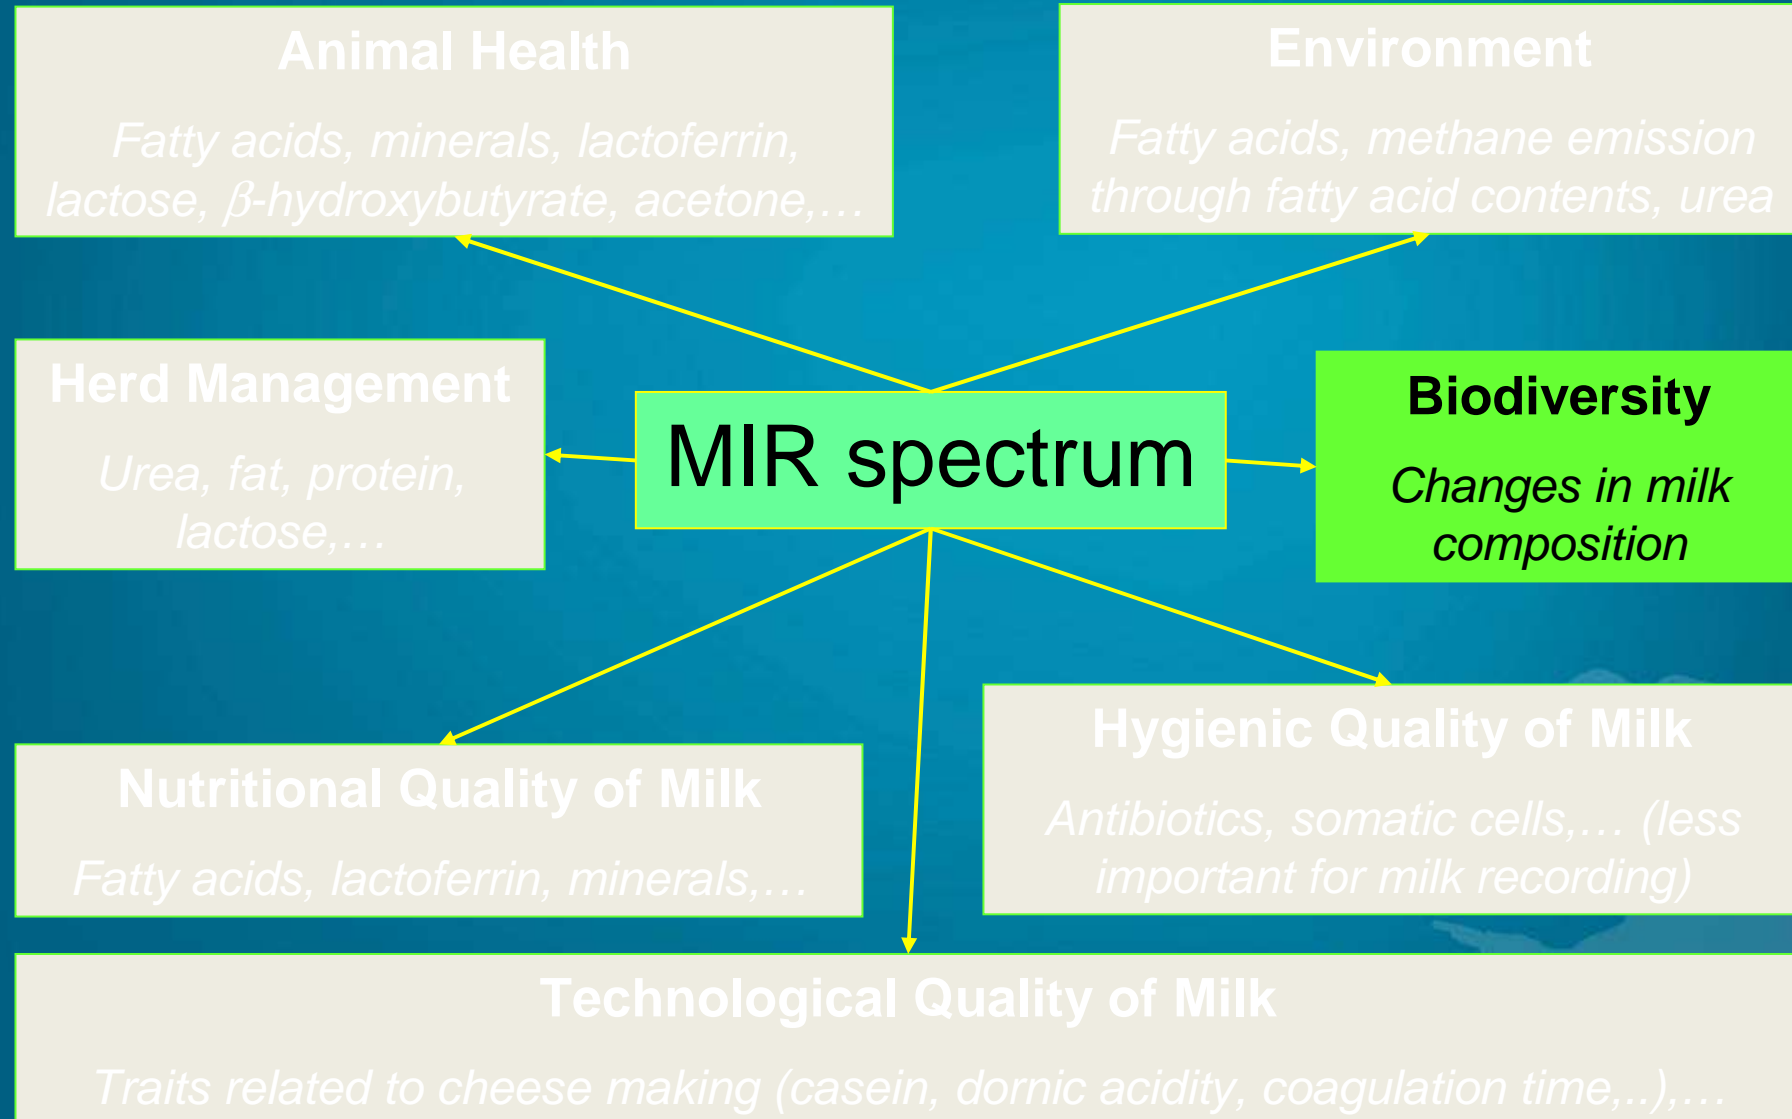 Animal Health
Fatty acids, minerals, lactoferrin,
lactose, β-hydroxybutyrate, acetone,…
Environment
Fatty acids, methane emission
through fatty acid contents, urea
Herd Management
Urea, fat, protein,
lactose,…
MIR spectrum
Biodiversity
Changes in milk
composition
Nutritional Quality of Milk
Fatty acids, lactoferrin, minerals,…
Hygienic Quality of Milk
Antibiotics, somatic cells,… (less
important for milk recording)
Technological Quality of Milk
Traits related to cheese making (casein, dornic acidity, coagulation time,..),…